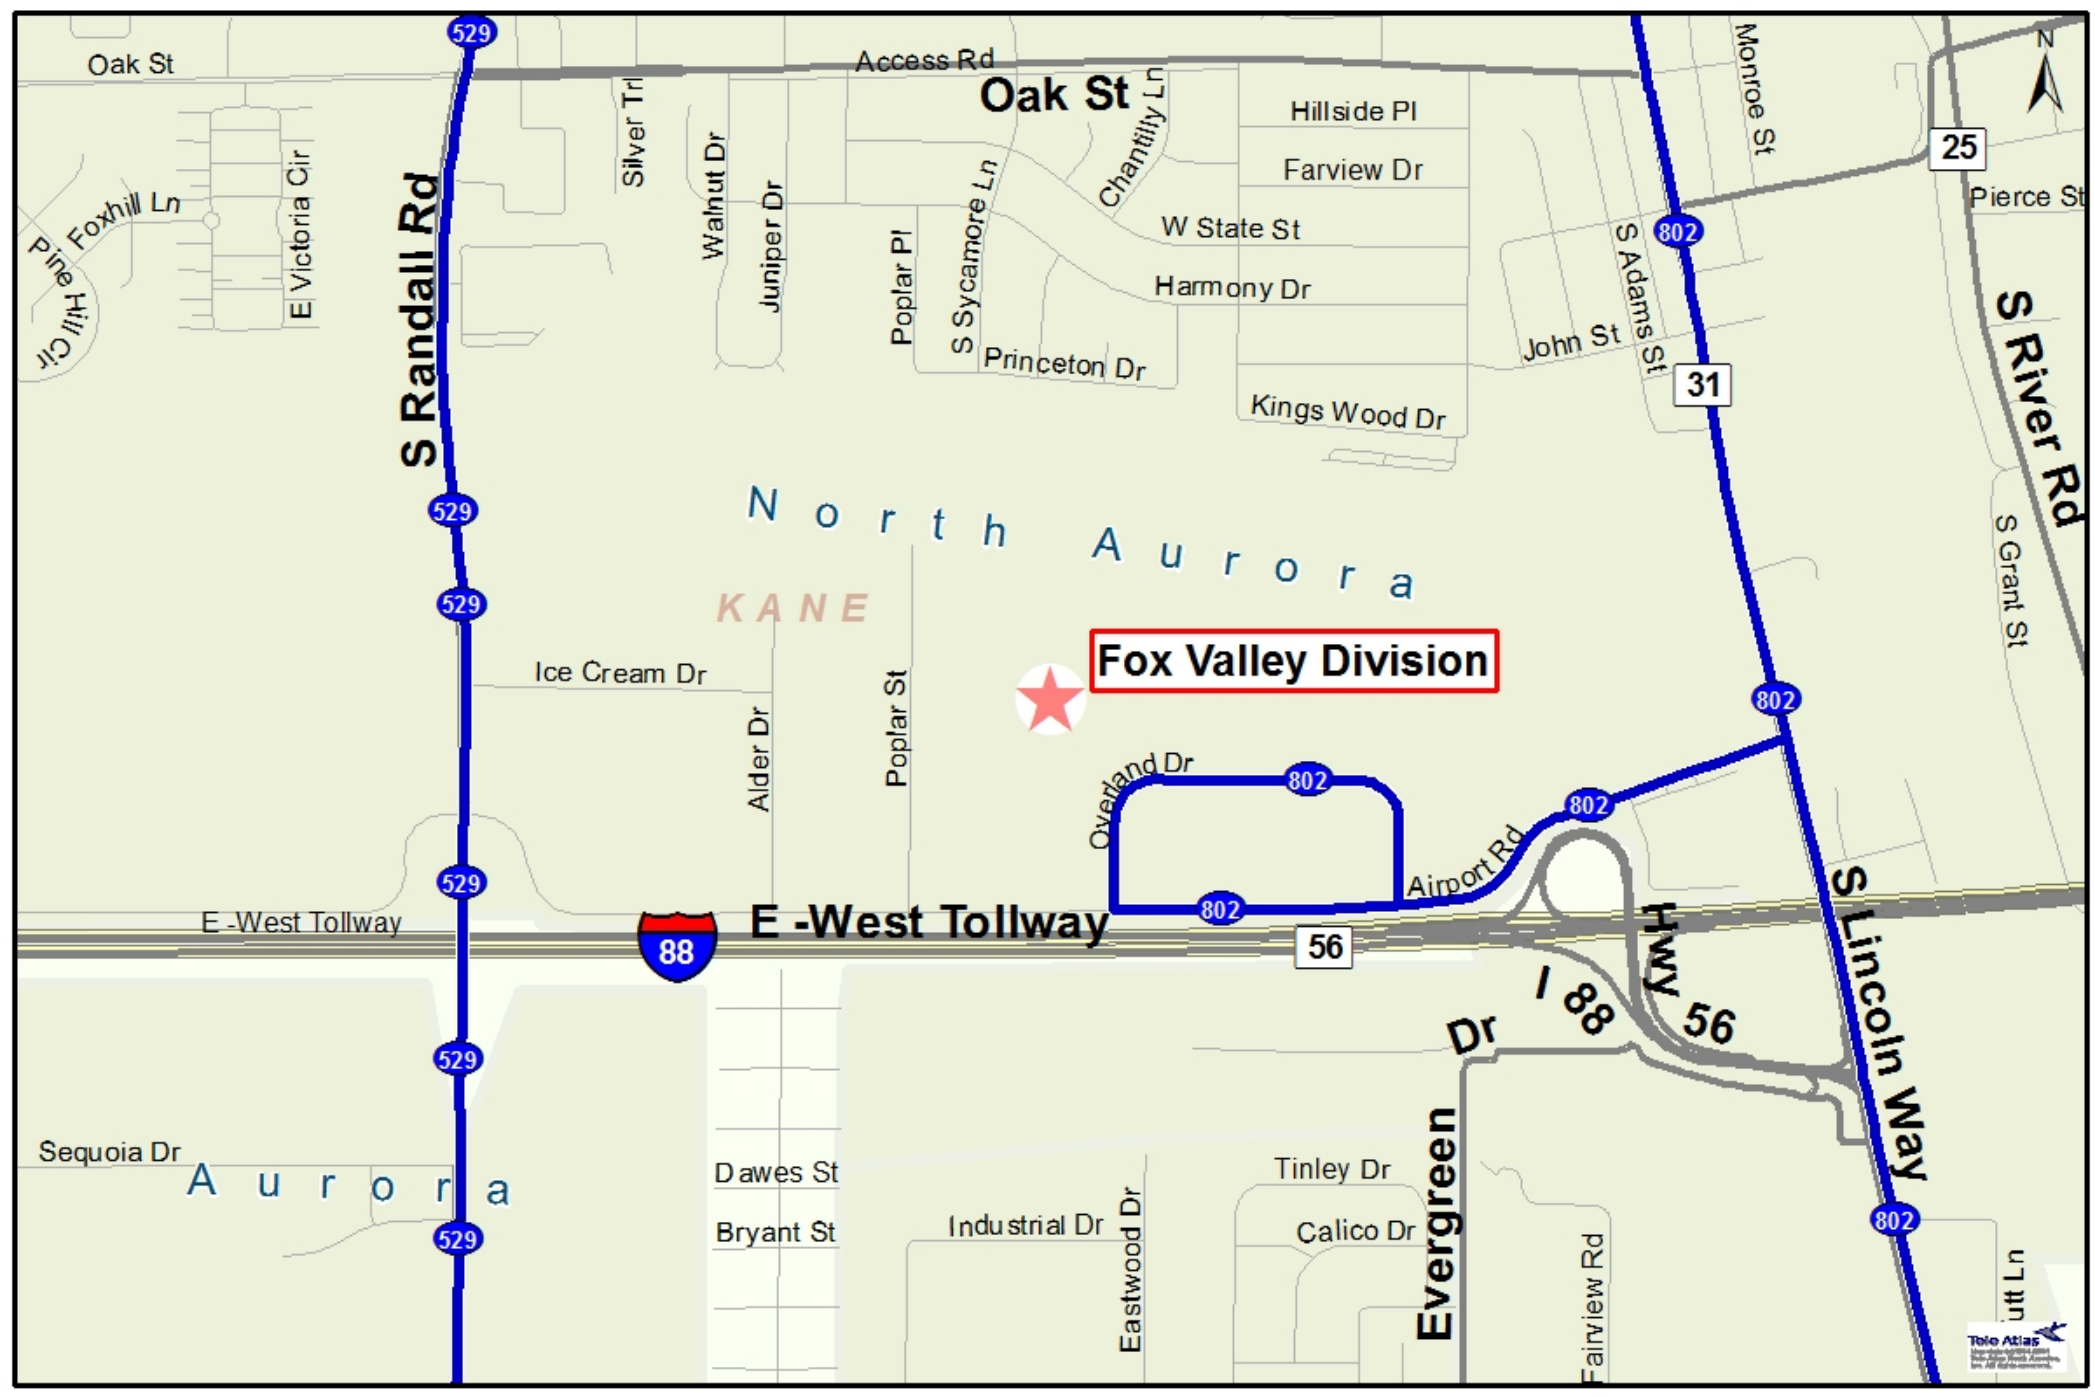 529
Oak St
Access Rd
Oak St
Monroe St
N
Silver Trl
Chantilly Ln
Hillside Pl
25
Walnut Dr
Farview Dr
E Victoria Cir
Foxhill Ln
Juniper Dr
S Sycamore Ln
Pierce St
Pine Hill Cir
S Randall Rd
Poplar Pl
W State St
802
S Adams St
Harmony Dr
S River Rd
John St
Princeton Dr
31
Kings Wood Dr
529
North Aurora
S Grant St
529
KANE
Fox Valley Division
Ice Cream Dr
Poplar St
802
Alder Dr
Overland Dr
802
802
Airport Rd
529
E -West Tollway
88
E -West Tollway
802
56
Hwy
S Lincoln Way
I 88
56
529
Dr
Evergreen
Sequoia Dr
Aurora
Dawes St
Tinley Dr
Bryant St
Industrial Dr
Eastwood Dr
Calico Dr
802
529
Fairview Rd
utt Ln
Tele Atlas